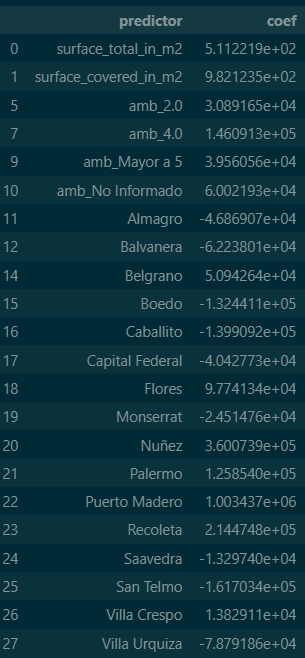 predictor coef
0 surface_total_in_m2 5.112219e+02
1 surface_covered_in_m2 9.821235e+02
5 amb_2.0 3.089165e+04
7 amb_4.0 1.460913e+05
9 amb_Mayor a 5 3.956056e+04
10 amb_No Informado 6.002193e+04
11 Almagro -4.686907e+04
12 Balvanera -6.223801e+04
14 Belgrano 5.094264e+04
15 Boedo -1.324411e+05
16 Caballito -1.399092e+05
17 Capital Federal -4.042773e+04
18 Flores 9.774134e+04
19 Monserrat -2.451476e+04
20 Nuñez 3.600739e+05
21 Palermo 1.258540e+05
22 Puerto Madero 1.003437e+06
23 Recoleta 2.144748e+05
24 Saavedra -1.329740e+04
25 San Telmo -1.617034e+05
26 Villa Crespo 1.382911e+04
27 Villa Urquiza -7.879186e+04